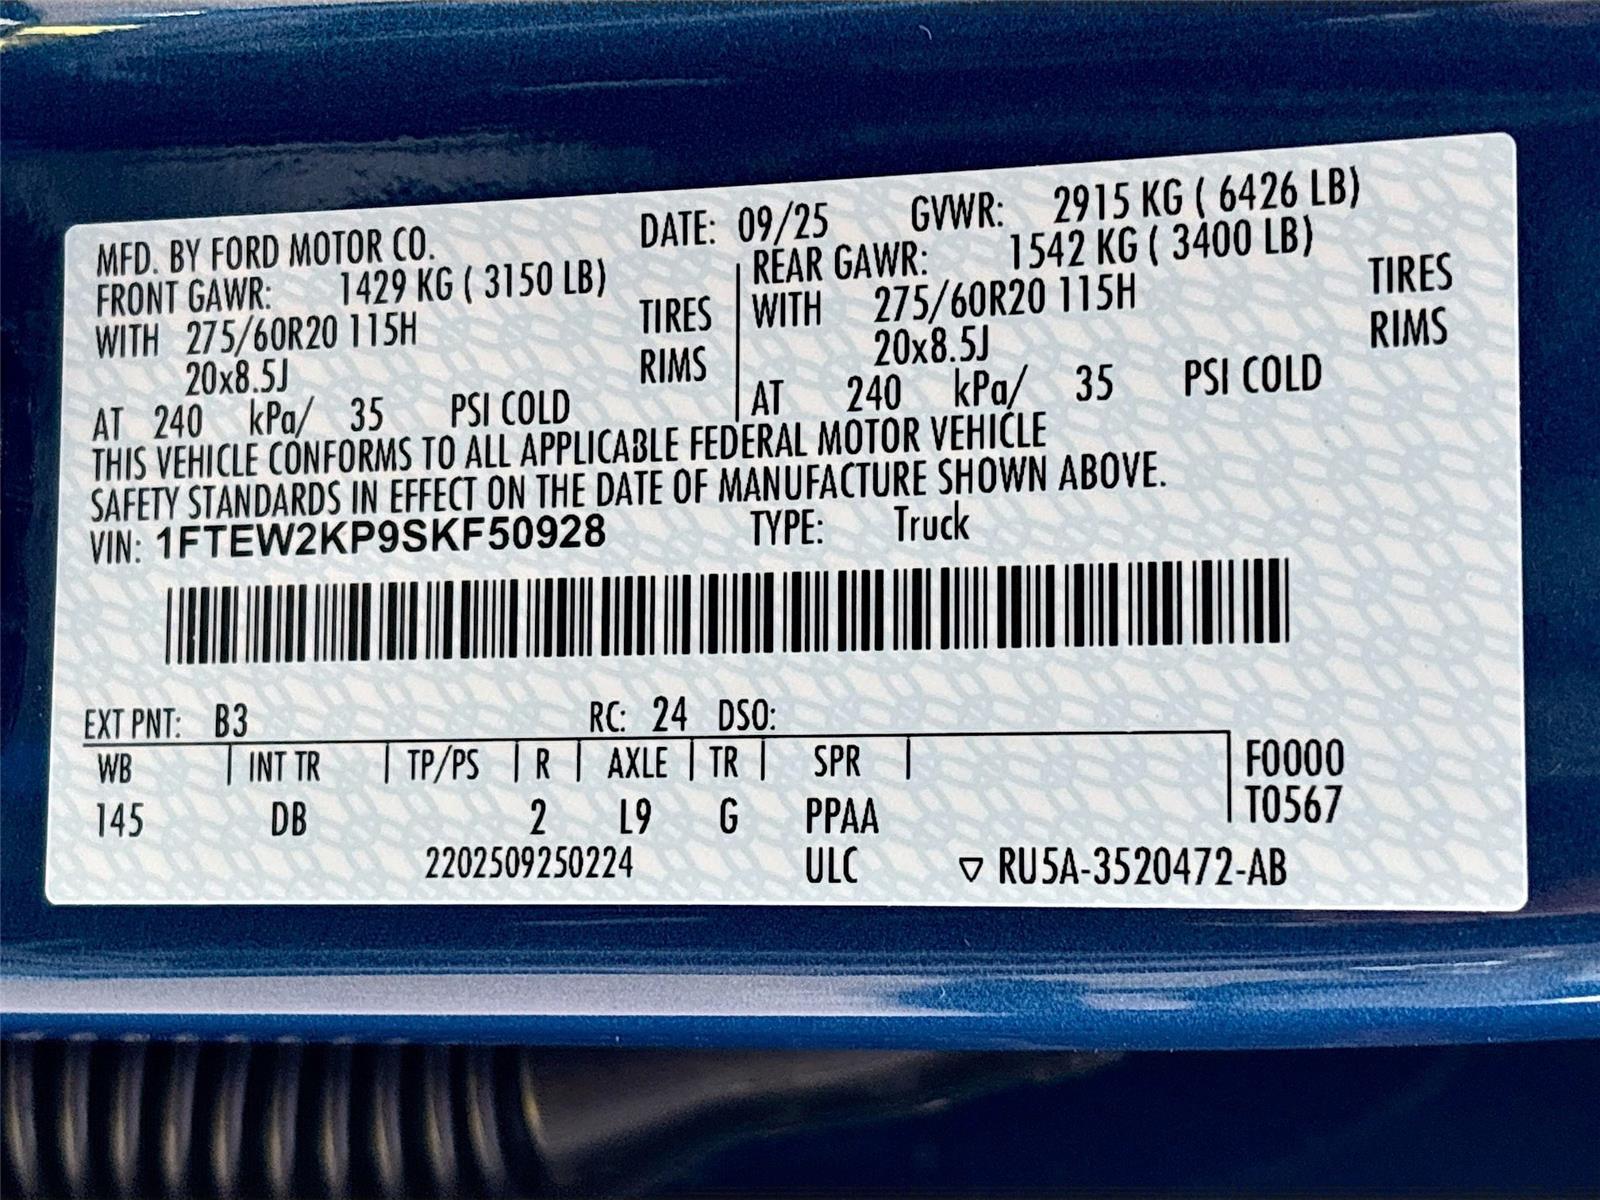 MFD. BY FORD MOTOR CO. DATE: 09/25 GVWR: 2915 KG ( 6426 LB)
FRONT GAWR: 1429 KG ( 3150 LB) REAR GAWR: 1542 KG ( 3400 LB)
WITH 275/60R20 115H TIRES WITH 275/60R20 115H TIRES
20x8.5J RIMS 20x8.5J RIMS
AT 240 kPa/ 35 PSI COLD AT 240 kPa/ 35 PSI COLD
THIS VEHICLE CONFORMS TO ALL APPLICABLE FEDERAL MOTOR VEHICLE
SAFETY STANDARDS IN EFFECT ON THE DATE OF MANUFACTURE SHOWN ABOVE.
VIN: 1FTEW2KP9SKF50928 TYPE: Truck
EXT PNT: B3 RC: 24 DSO:
WB INT TR TP/PS R AXLE TR SPR F0000
145 DB 2 L9 G PPAA T0567
2202509250224 ULC ▽ RU5A-3520472-AB